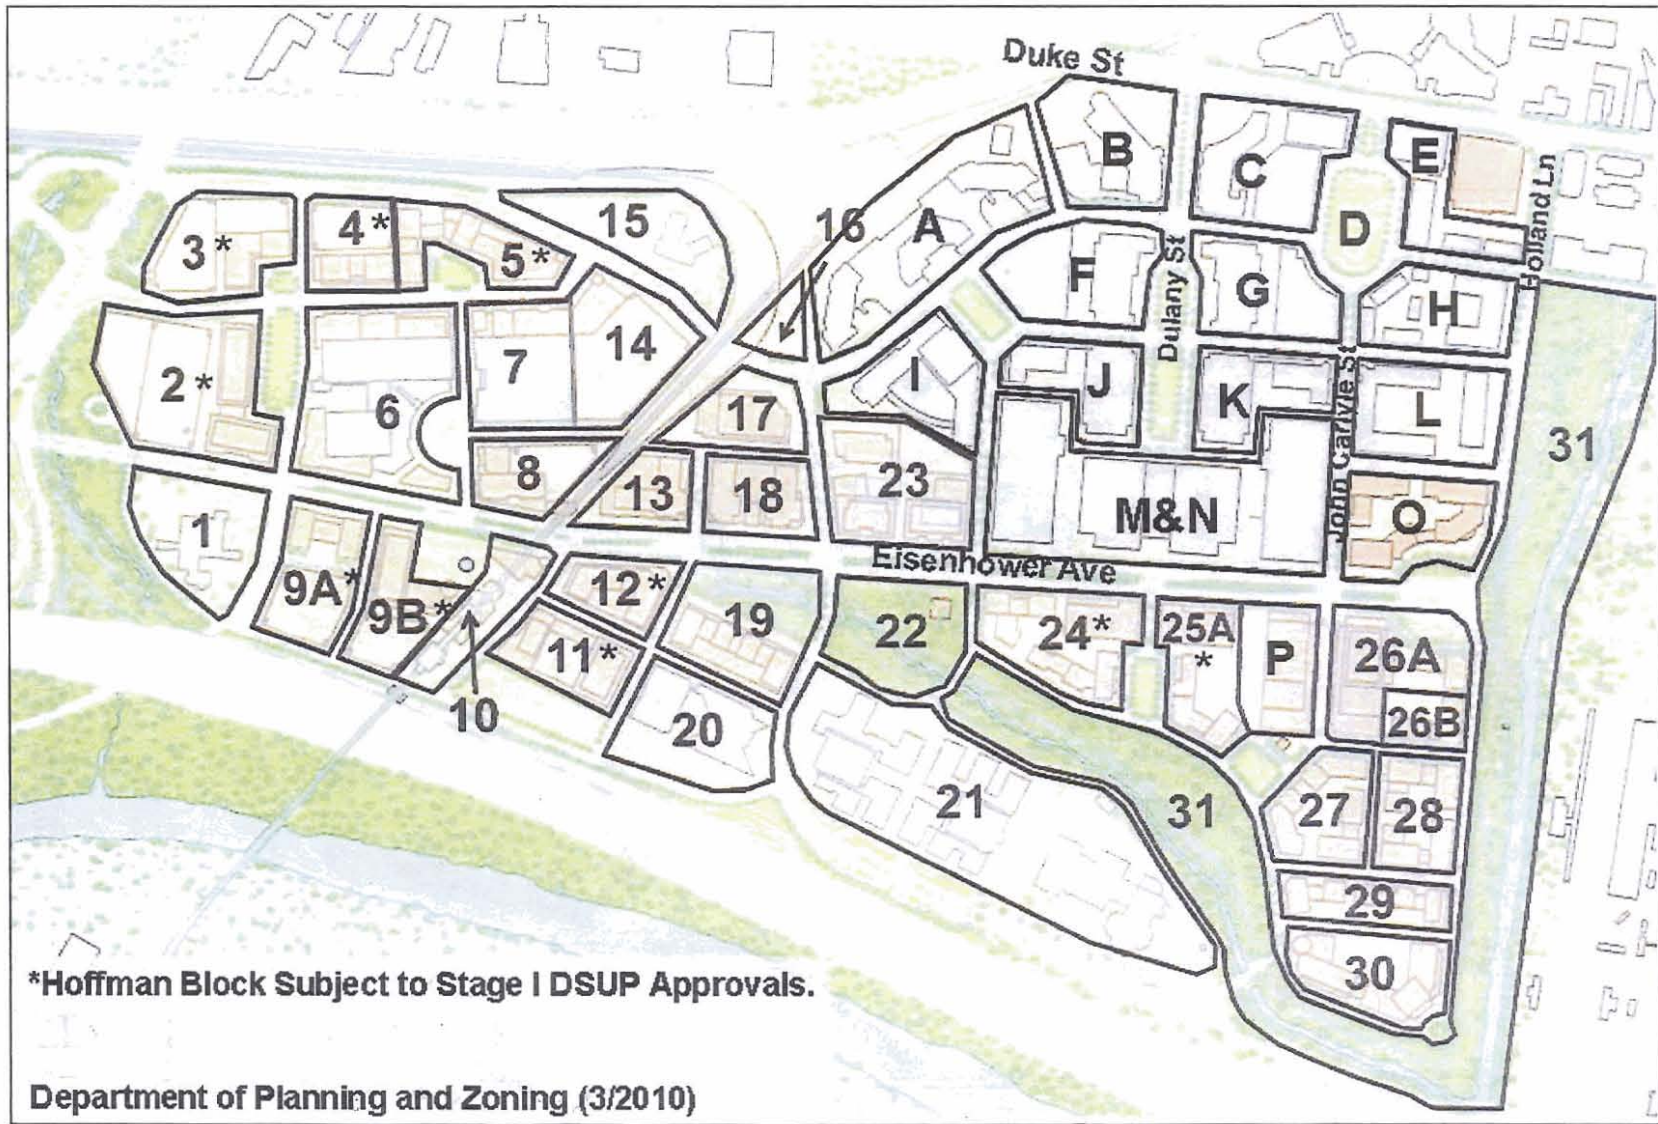 Duke St
B
C
E
A
D
Holland Ln
15
16
3*
4*
5*
F
Dulany St
G
H
2*
6
7
14
17
I
J
K
John Carlyle St
L
31
8
13
18
23
M&N
O
Eisenhower Ave
1
9A*
9B*
10
12*
11*
19
20
22
24*
25A
*
P
26A
26B
21
31
27
28
29
30
*Hoffman Block Subject to Stage I DSUP Approvals.
Department of Planning and Zoning (3/2010)